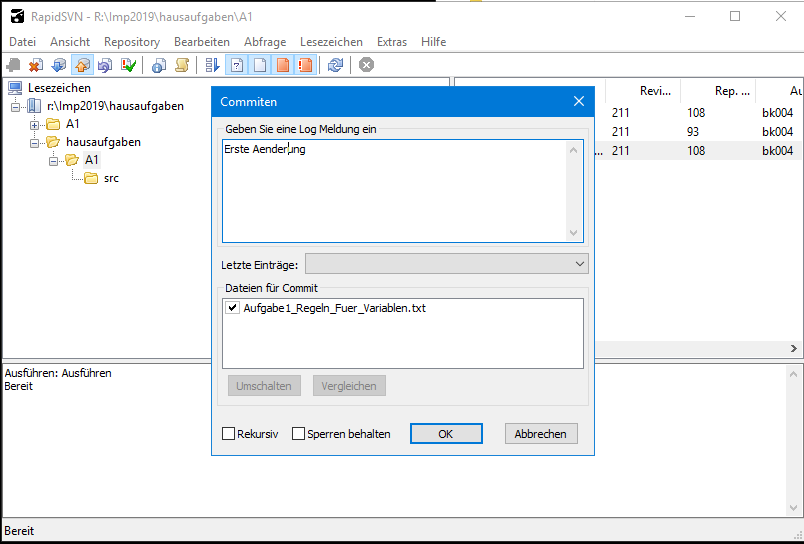 RapidSVN - R:\Imp2019\hausaufgaben\A1
Datei Ansicht Repository Bearbeiten Abfrage Lesezeichen Extras Hilfe
Lesezeichen
r:\Imp2019\hausaufgaben
A1
hausaufgaben
A1
src
Revi... Rep. ... Au
211 108 bk004
211 93 bk004
... 211 108 bk004
Commiten
Geben Sie eine Log Meldung ein
Erste Aenderung
Letzte Einträge:
Dateien für Commit
Aufgabe1_Regeln_Fuer_Variablen.txt
Umschalten Vergleichen
Rekursiv Sperren behalten OK Abbrechen
Ausführen: Ausführen
Bereit
Bereit